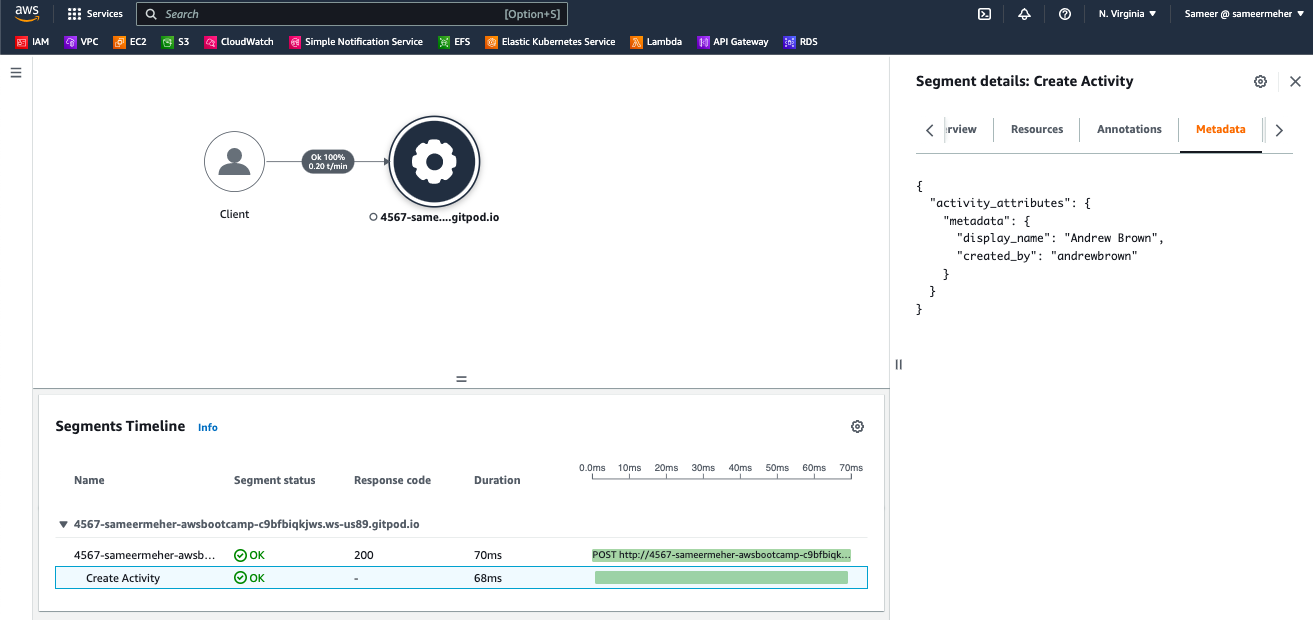 aws Services Search [Option+S] N. Virginia Sameer @ sameermeher
IAM VPC EC2 S3 CloudWatch Simple Notification Service EFS Elastic Kubernetes Service Lambda API Gateway RDS
Ok 100%
0.20 t/min
Client
4567-same....gitpod.io
Segment details: Create Activity
rview Resources Annotations Metadata
{
"activity_attributes": {
"metadata": {
"display_name": "Andrew Brown",
"created_by": "andrewbrown"
}
}
}
Segments Timeline Info
0.0ms 10ms 20ms 30ms 40ms 50ms 60ms 70ms
Name Segment status Response code Duration
4567-sameermeher-awsbootcamp-c9bfbiqkjws.ws-us89.gitpod.io
4567-sameermeher-awsb... OK 200 70ms POST http://4567-sameermeher-awsbootcamp-c9bfbiqk...
Create Activity OK - 68ms